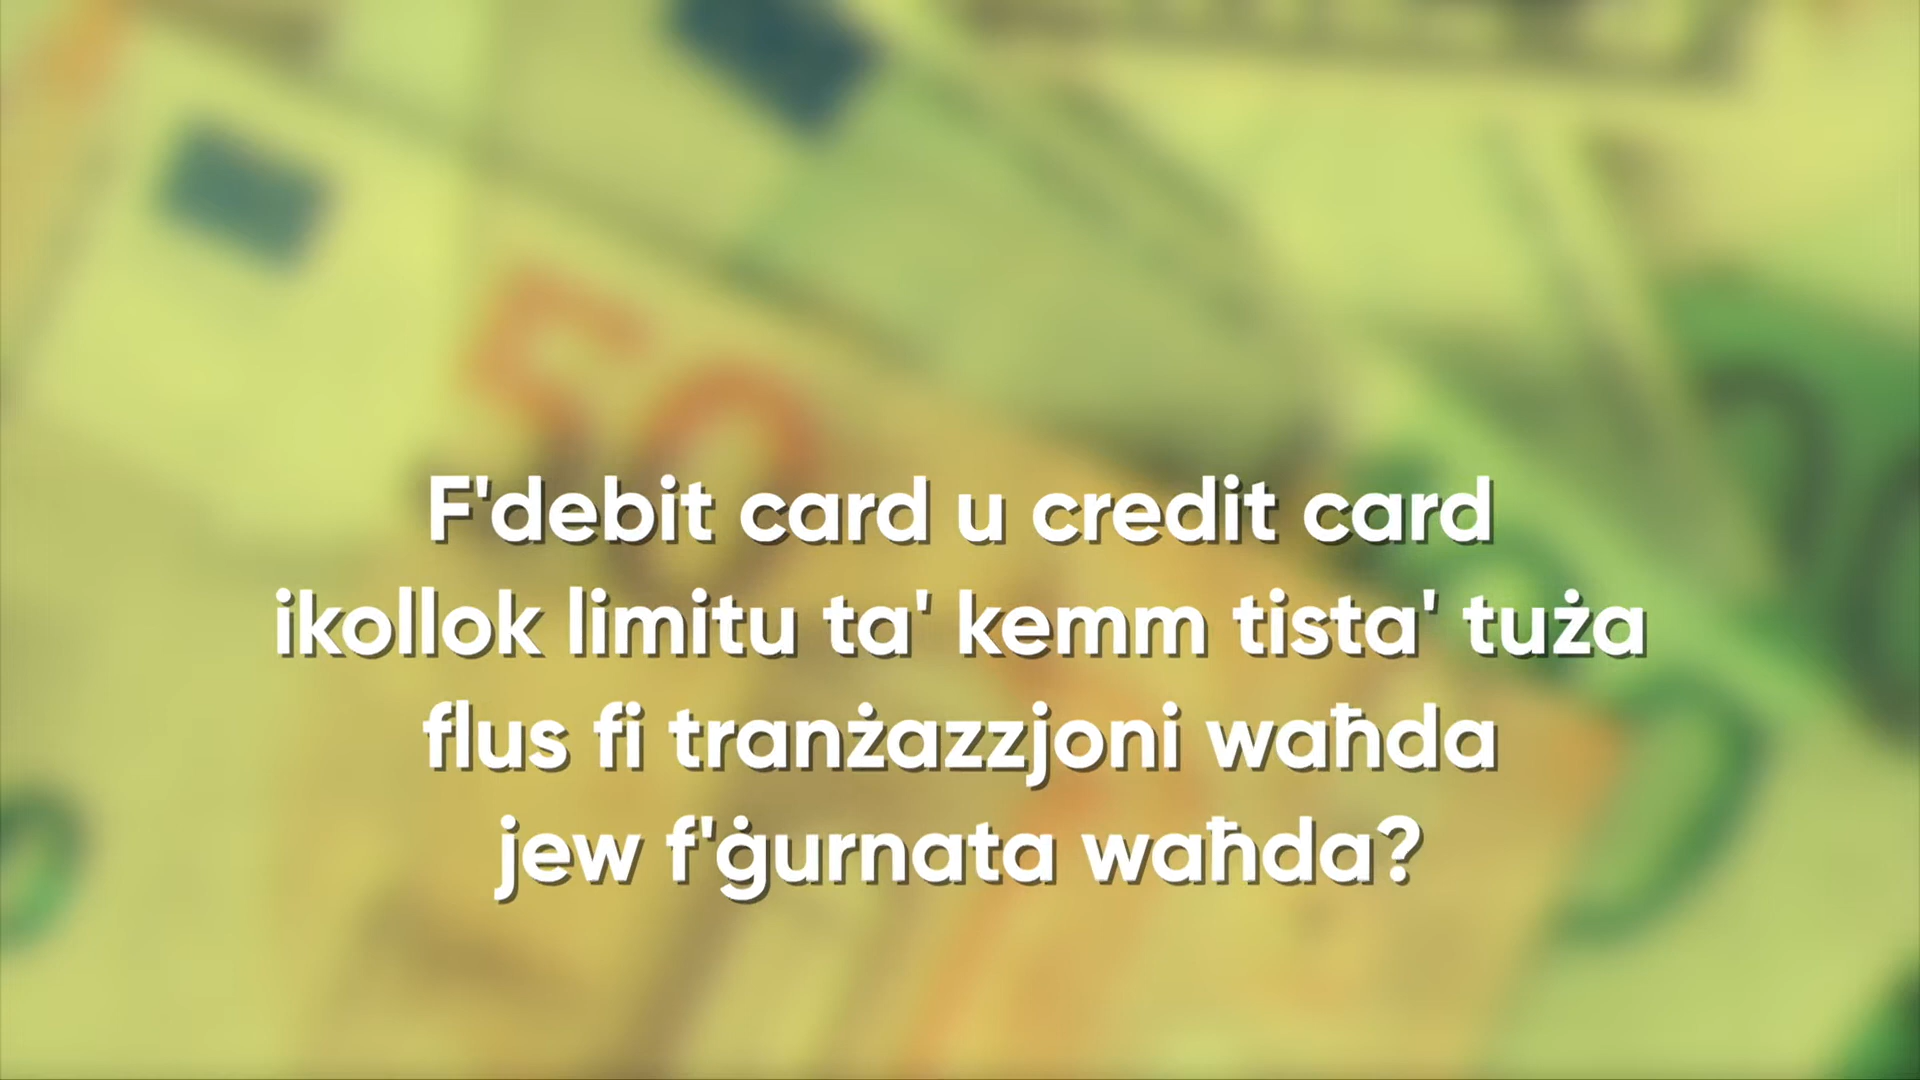 F'debit card u credit card
ikollok limitu ta' kemm tista' tuża
flus fi tranżazzjoni waħda
jew f'ġurnata waħda?